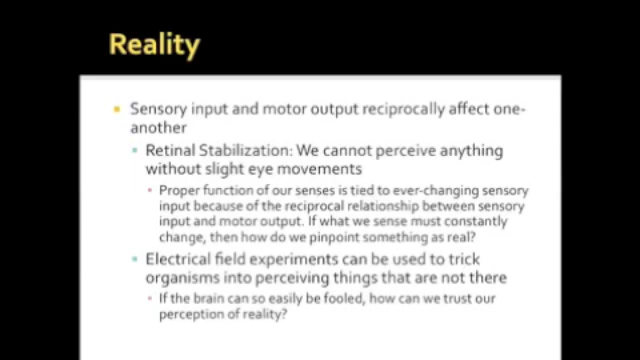 Reality
Sensory input and motor output reciprocally affect one-
another
Retinal Stabilization: We cannot perceive anything
without slight eye movements
Proper function of our senses is tied to ever-changing sensory
input because of the reciprocal relationship between sensory
input and motor output. If what we sense must constantly
change, then how do we pinpoint something as real?
Electrical field experiments can be used to trick
organisms into perceiving things that are not there
If the brain can so easily be fooled, how can we trust our
perception of reality?